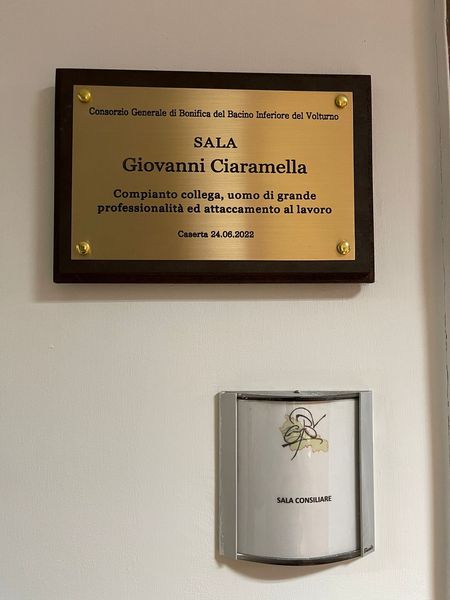 Consorzio Generale di Bonifica del Bacino Inferiore del Volturno
SALA
Giovanni Ciaramella
Compianto collega, uomo di grande
professionalità ed attaccamento al lavoro
Caserta 24.06.2022
SALA CONSILIARE